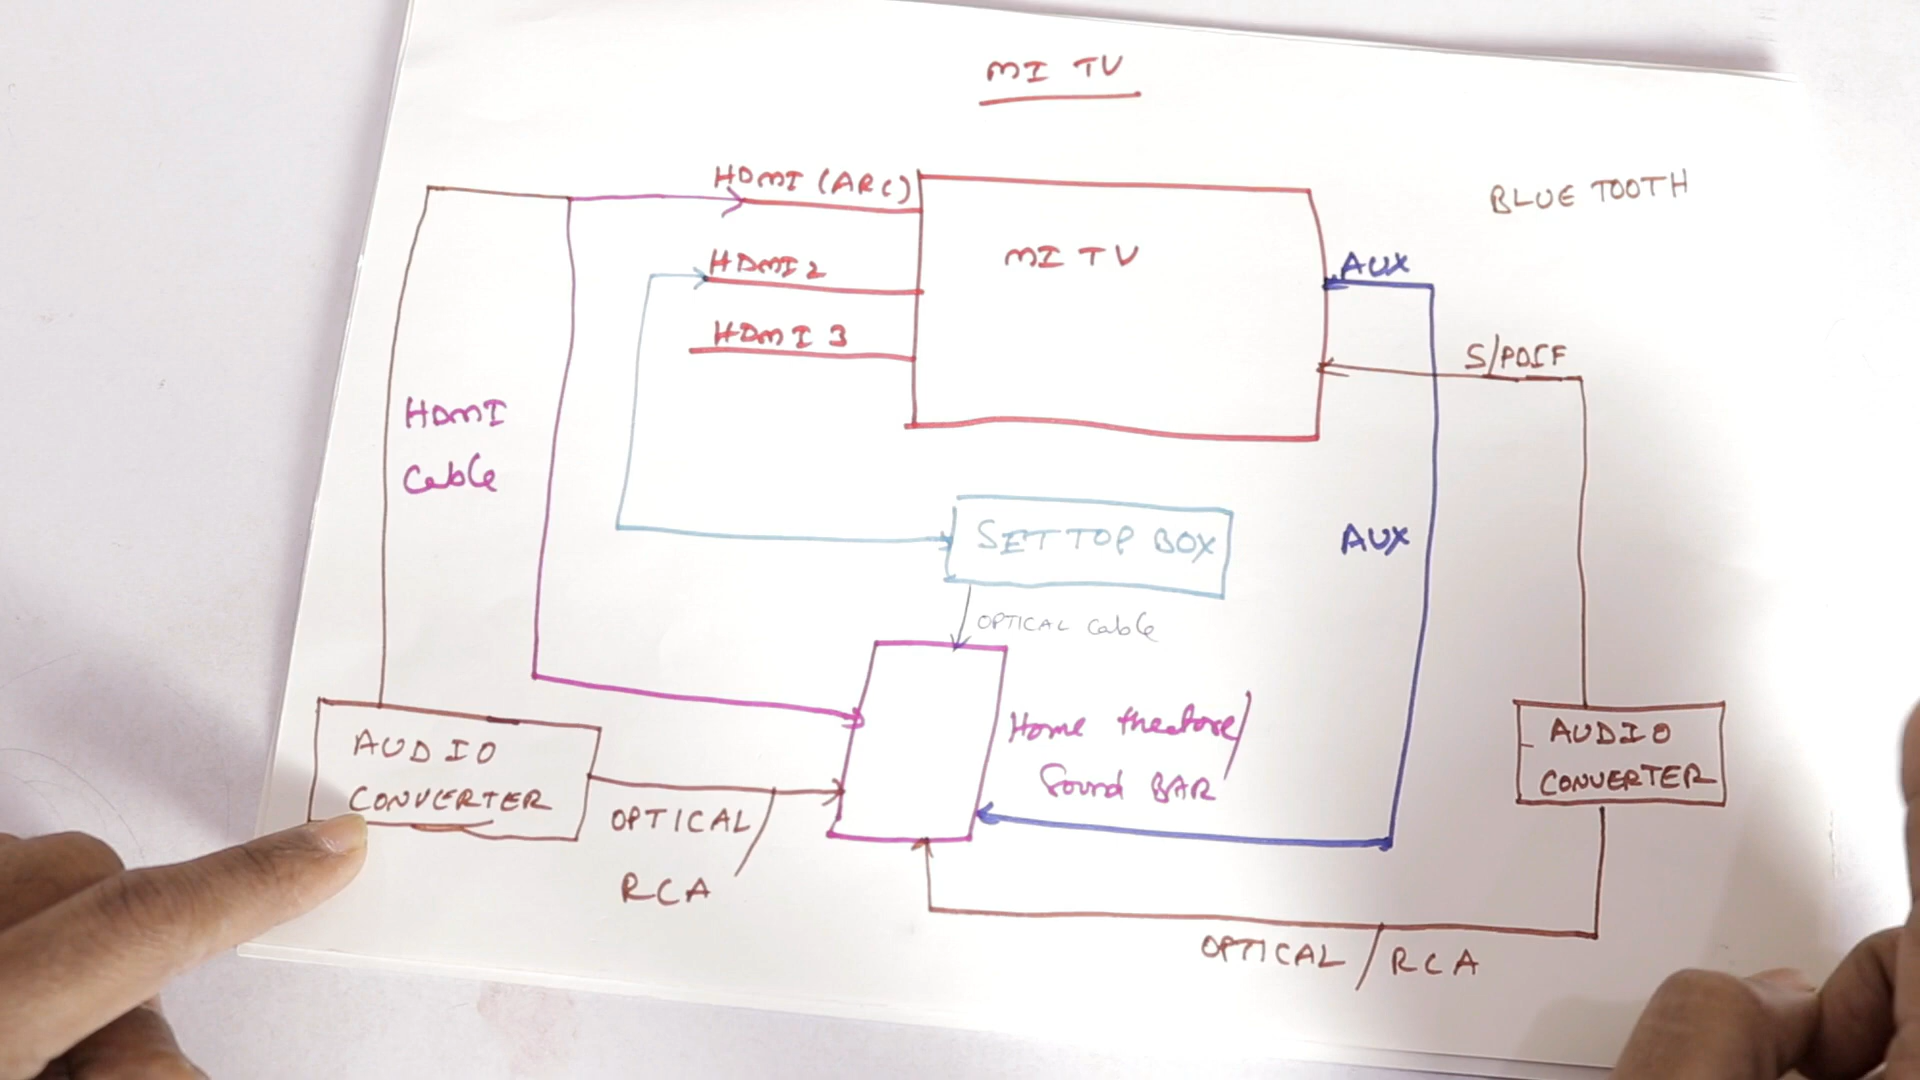 MI TV
HDMI (ARC)
BLUE TOOTH
MI TV
HDMI 2
AUX
HDMI 3
S/PDIF
HDMI
Cable
SET TOP BOX
AUX
OPTICAL Cable
Home theatore/
Sound BAR
AUDIO
CONVERTER
AUDIO
CONVERTER
OPTICAL/
RCA
OPTICAL/RCA